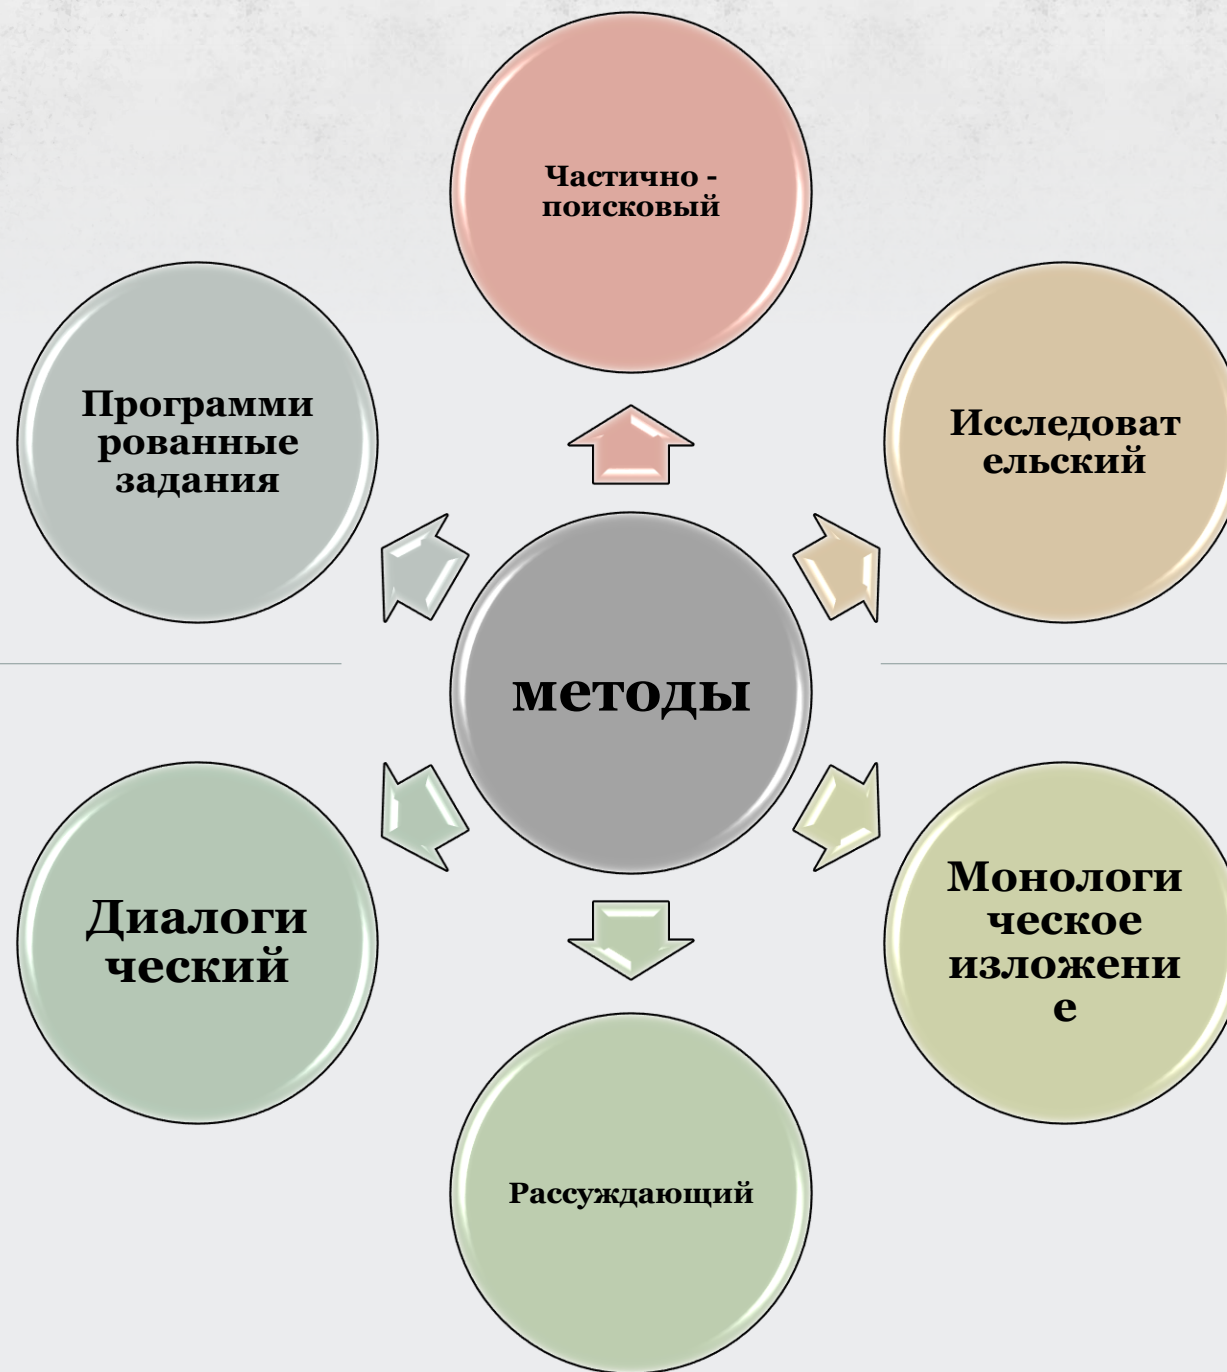 Частично -
поисковый
Программи
рованные
задания
Исследоват
ельский
методы
Диалоги
ческий
Монологи
ческое
изложени
е
Рассуждающий